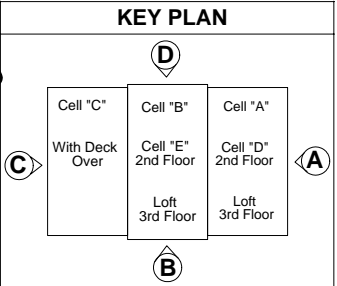 KEY PLAN
D
Cell "C"
With Deck
Over
Cell "B"
Cell "E"
2nd Floor
Loft
3rd Floor
Cell "A"
Cell "D"
2nd Floor
Loft
3rd Floor
C
A
B